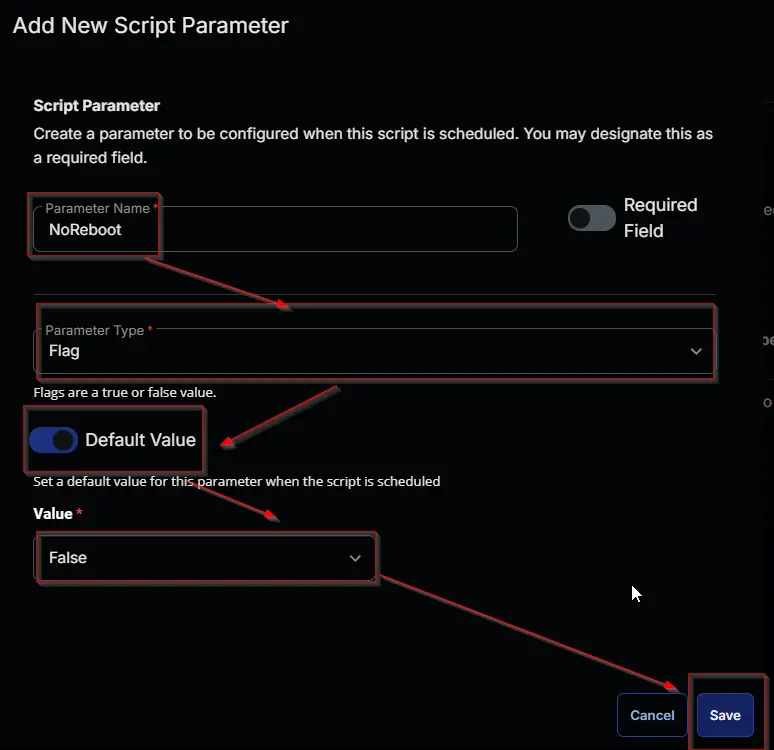 Add New Script Parameter
Script Parameter
Create a parameter to be configured when this script is scheduled. You may designate this as
a required field.
Parameter Name *
NoReboot
Required
Field
Parameter Type *
Flag
Flags are a true or false value.
Default Value
Set a default value for this parameter when the script is scheduled
Value *
False
Cancel
Save